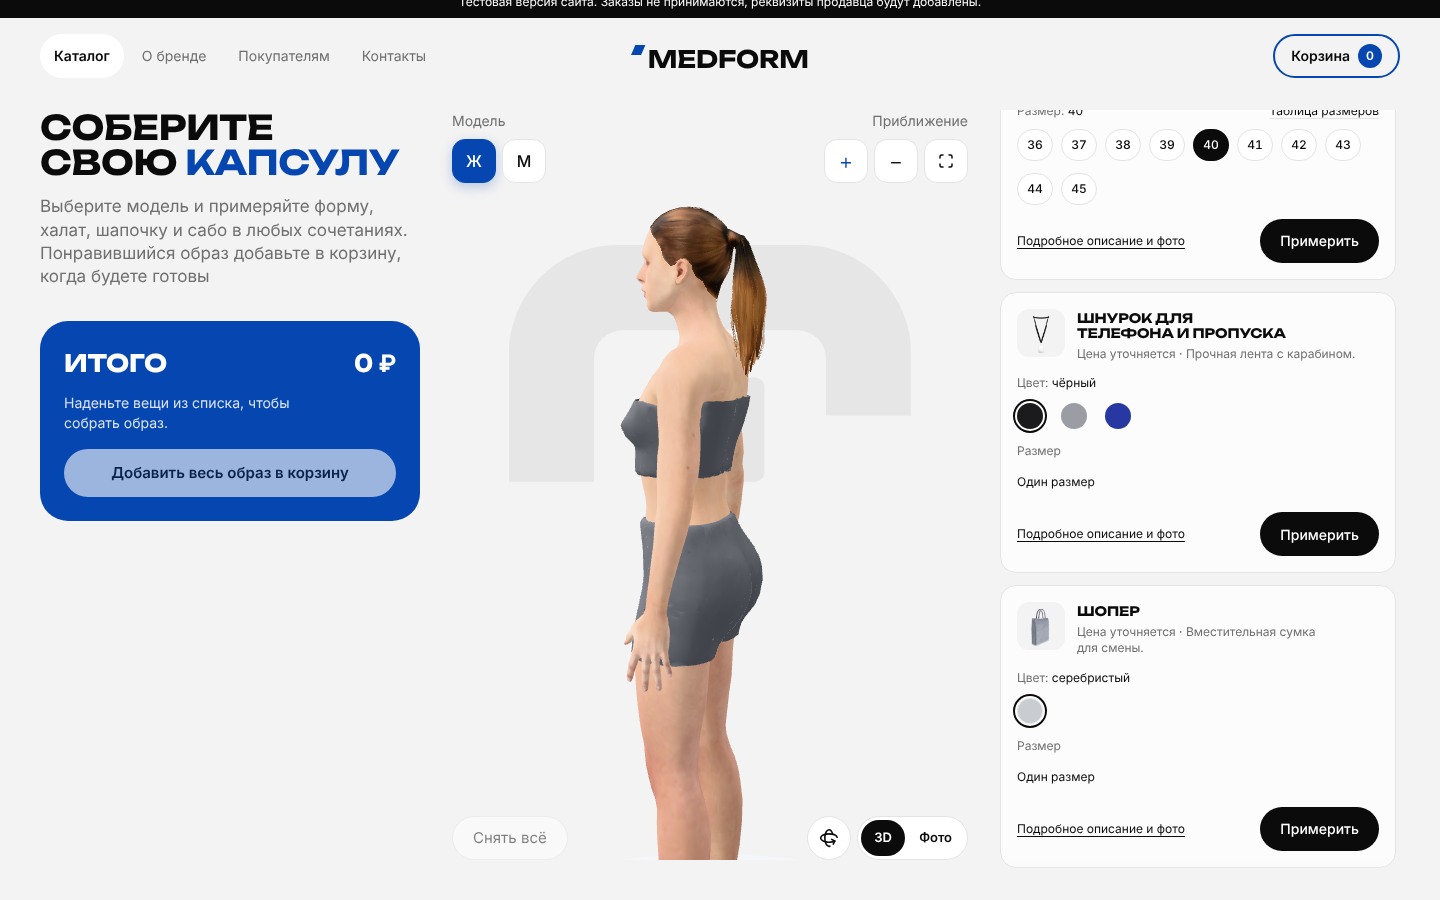 Тестовая версия сайта. Заказы не принимаются, реквизиты продавца будут добавлены.
Каталог
О бренде
Покупателям
Контакты
MEDFORM
Корзина 0
СОБЕРИТЕ
СВОЮ КАПСУЛУ
Выберите модель и примеряйте форму,
халат, шапочку и сабо в любых сочетаниях.
Понравившийся образ добавьте в корзину,
когда будете готовы
ИТОГО 0 ₽
Наденьте вещи из списка, чтобы
собрать образ.
Добавить весь образ в корзину
Модель
Ж М
Приближение
+ −
Снять всё
3D Фото
Размер: 40 Таблица размеров
36 37 38 39 40 41 42 43
44 45
Подробное описание и фото Примерить
ШНУРОК ДЛЯ
ТЕЛЕФОНА И ПРОПУСКА
Цена уточняется · Прочная лента с карабином.
Цвет: чёрный
Размер
Один размер
Подробное описание и фото Примерить
ШОПЕР
Цена уточняется · Вместительная сумка
для смены.
Цвет: серебристый
Размер
Один размер
Подробное описание и фото Примерить